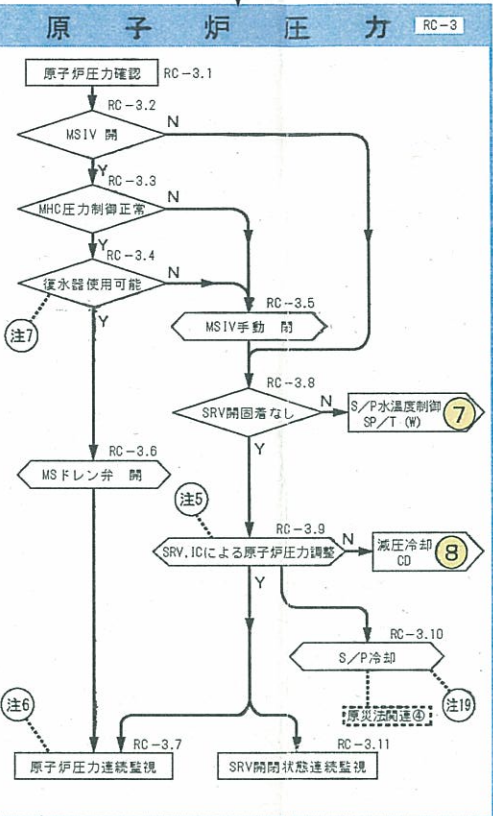 原子炉圧力 RC-3
原子炉圧力確認 RC-3.1
RC-3.2
MSIV 開
N
Y
RC-3.3
MHC圧力制御正常
N
Y
RC-3.4
復水器使用可能
N
Y
注7
RC-3.5
MSIV手動 閉
RC-3.8
SRV開固着なし
N
S/P水温度制御
SP/T (W)
7
Y
RC-3.6
MSドレン弁 開
注5
RC-3.9
SRV,ICによる原子炉圧力調整
N
減圧冷却
CD
8
Y
RC-3.10
S/P冷却
注19
原災法関連④
注6
RC-3.7
原子炉圧力連続監視
RC-3.11
SRV開閉状態連続監視